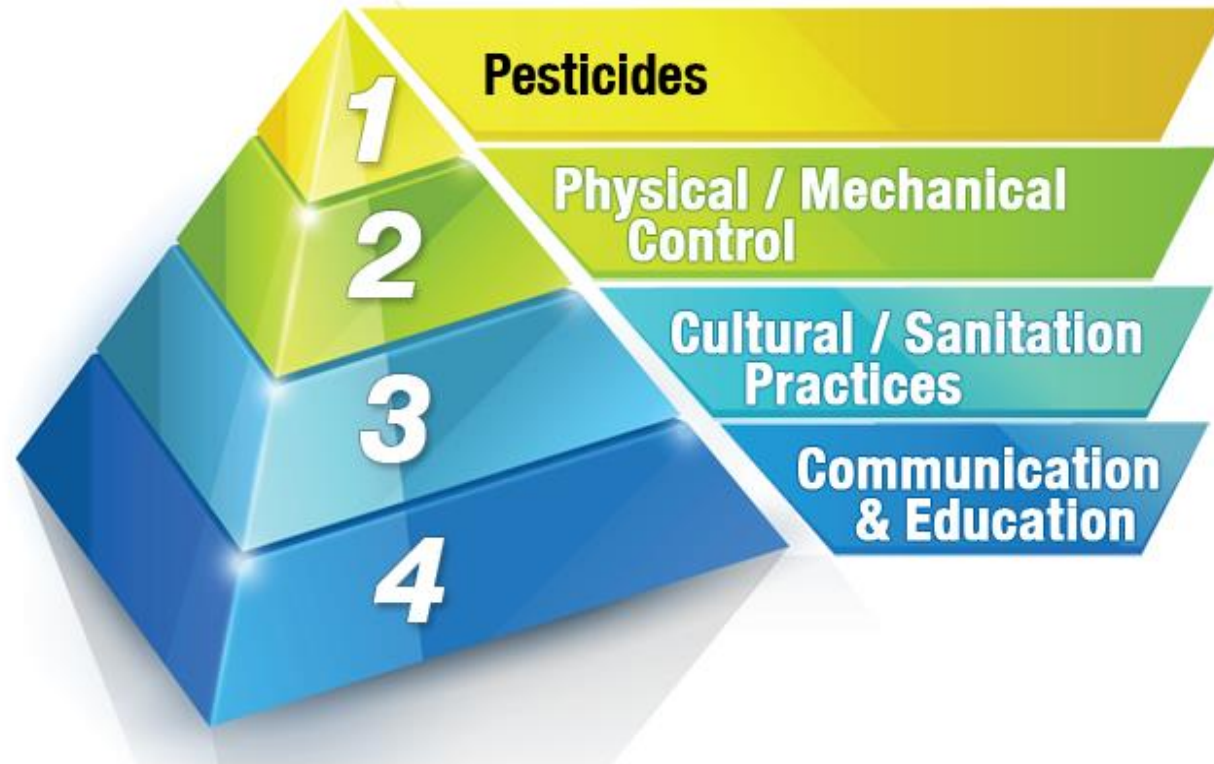 1
Pesticides
2
Physical / Mechanical
Control
3
Cultural / Sanitation
Practices
4
Communication
& Education